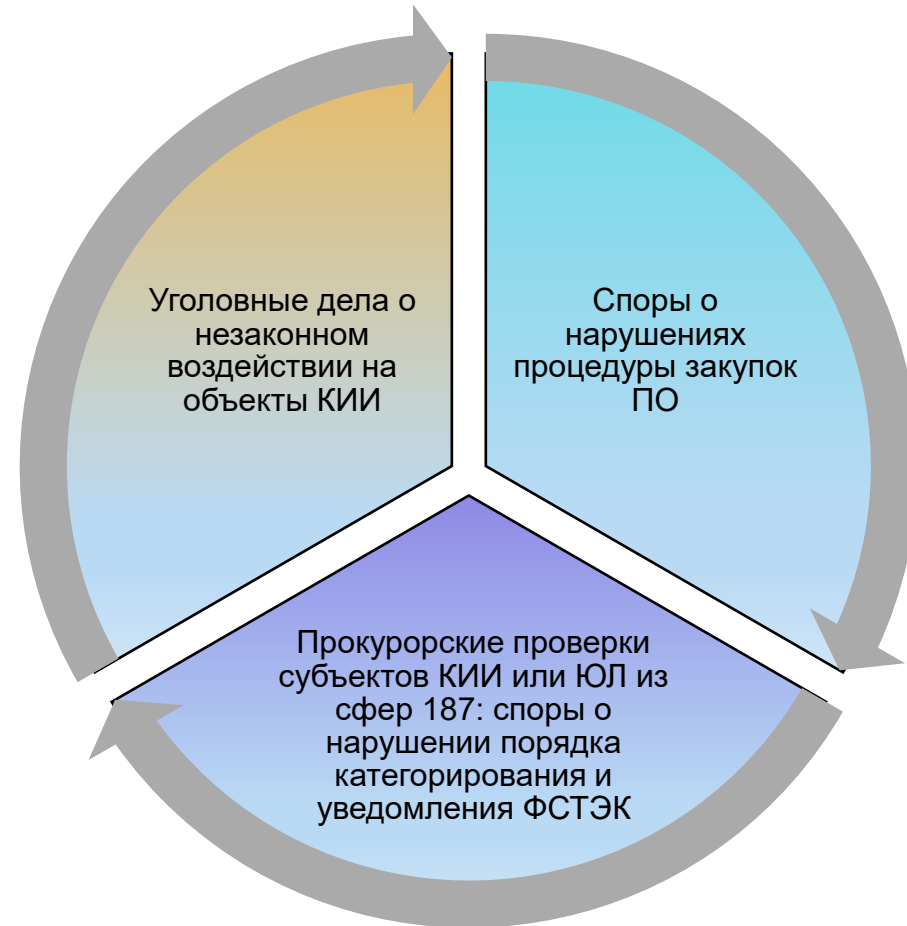 Уголовные дела о
незаконном
воздействии на
объекты КИИ
Споры о
нарушениях
процедуры закупок
ПО
Прокурорские проверки
субъектов КИИ или ЮЛ из
сфер 187: споры о
нарушении порядка
категорирования и
уведомления ФСТЭК